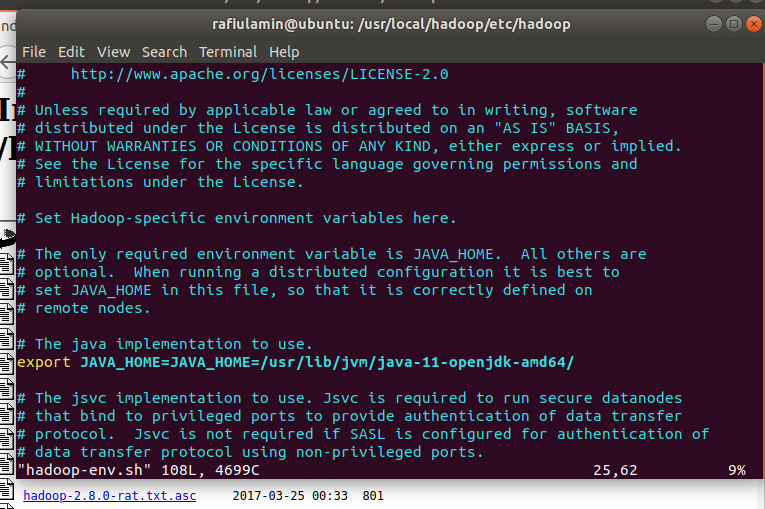 rafiulamin@ubuntu: /usr/local/hadoop/etc/hadoop
File Edit View Search Terminal Help
#     http://www.apache.org/licenses/LICENSE-2.0
#
# Unless required by applicable law or agreed to in writing, software
# distributed under the License is distributed on an "AS IS" BASIS,
# WITHOUT WARRANTIES OR CONDITIONS OF ANY KIND, either express or implied.
# See the License for the specific language governing permissions and
# limitations under the License.
# Set Hadoop-specific environment variables here.
# The only required environment variable is JAVA_HOME.  All others are
# optional.  When running a distributed configuration it is best to
# set JAVA_HOME in this file, so that it is correctly defined on
# remote nodes.
# The java implementation to use.
export JAVA_HOME=JAVA_HOME=/usr/lib/jvm/java-11-openjdk-amd64/
# The jsvc implementation to use. Jsvc is required to run secure datanodes
# that bind to privileged ports to provide authentication of data transfer
# protocol.  Jsvc is not required if SASL is configured for authentication of
# data transfer protocol using non-privileged ports.
"hadoop-env.sh" 108L, 4699C 25,62 9%
hadoop-2.8.0-rat.txt.asc 2017-03-25 00:33 801